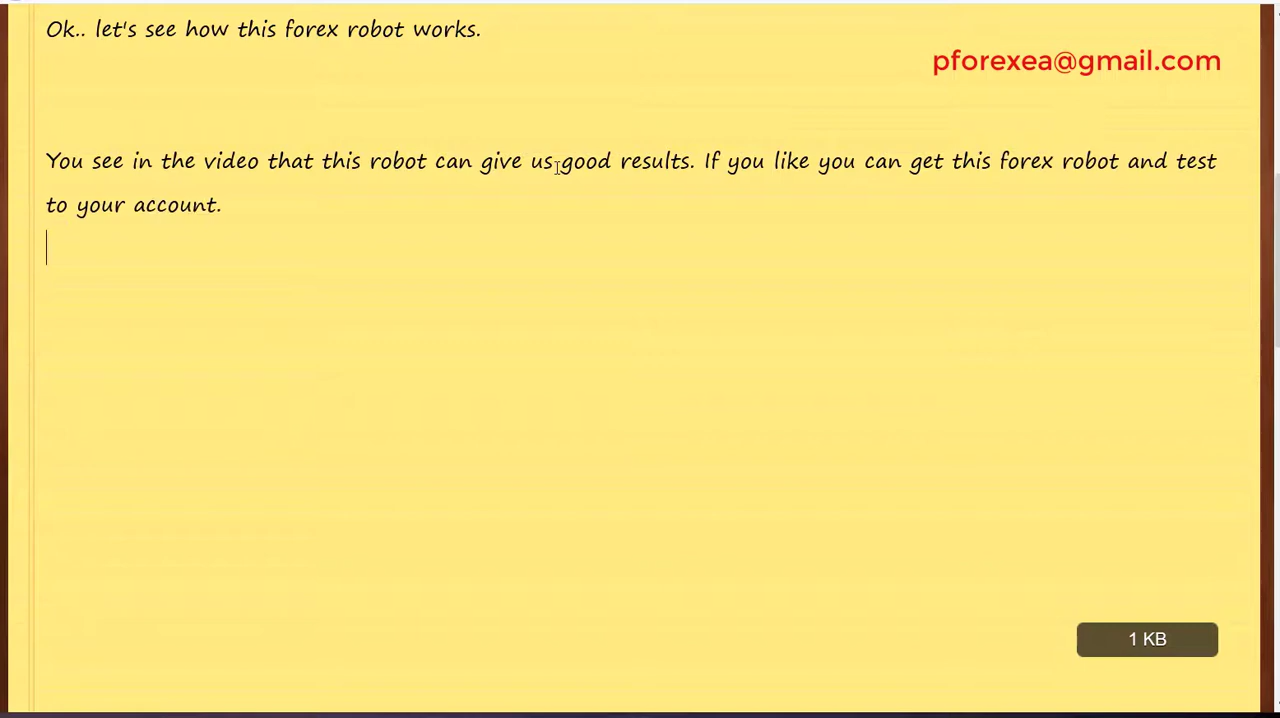 Ok.. let's see how this forex robot works.
pforexea@gmail.com
You see in the video that this robot can give us good results. If you like you can get this forex robot and test
to your account.
1 KB